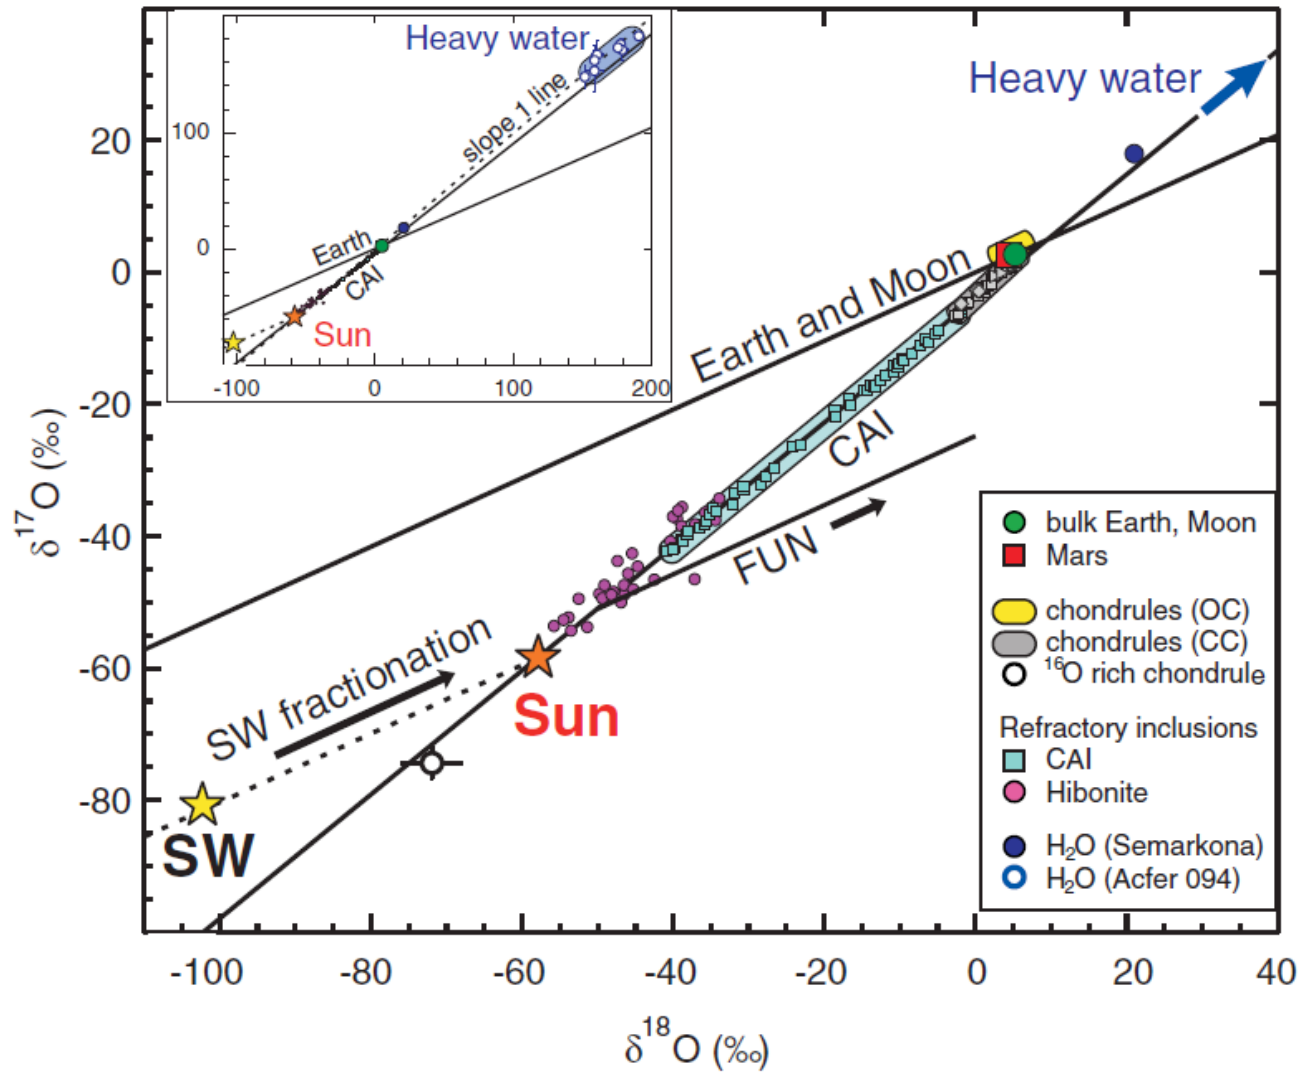 Heavy water
slope 1 line
Earth
CAI
Sun
100
0
-100
0
100
200
Heavy water
Earth and Moon
CAI
FUN
SW fractionation
Sun
SW
20
0
-20
-40
-60
-80
δ¹⁷O (‰)
bulk Earth, Moon
Mars
chondrules (OC)
chondrules (CC)
¹⁶O rich chondrule
Refractory inclusions
CAI
Hibonite
H₂O (Semarkona)
H₂O (Acfer 094)
-100
-80
-60
-40
-20
0
20
40
δ¹⁸O (‰)